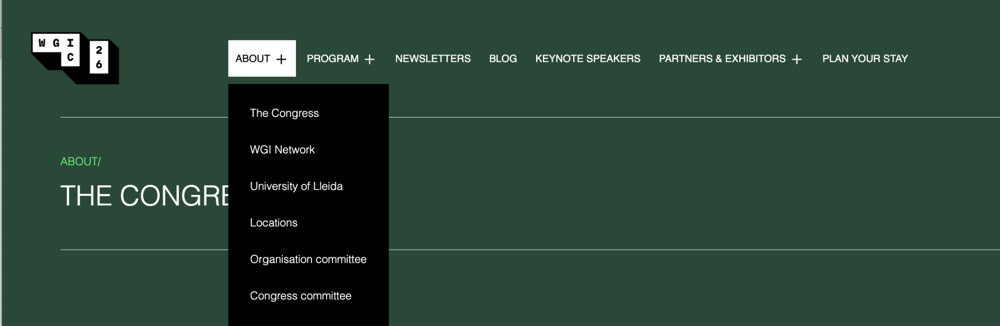 WGI
C
26
ABOUT +
PROGRAM +
NEWSLETTERS
BLOG
KEYNOTE SPEAKERS
PARTNERS & EXHIBITORS +
PLAN YOUR STAY
The Congress
WGI Network
University of Lleida
Locations
Organisation committee
Congress committee
ABOUT/
THE CONGRE